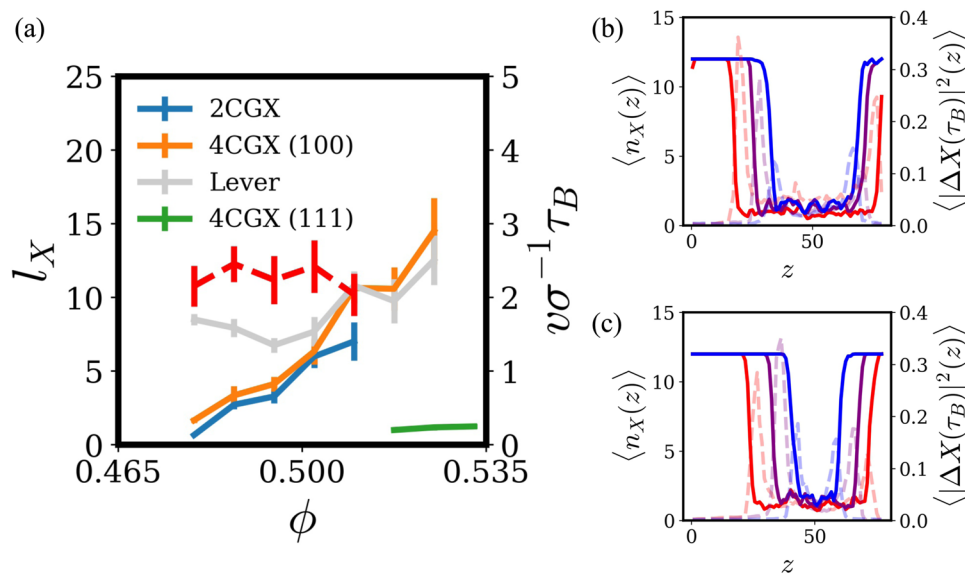 (a)
25
20
15
10
5
0
l_X
2CGX
4CGX (100)
Lever
4CGX (111)
5
4
3
2
1
0
υσ⁻¹τ_B
0.465
0.500
0.535
ϕ
(b)
15
10
5
0
⟨n_X(z)⟩
0.4
0.3
0.2
0.1
0.0
⟨|ΔX(τ_B)|²(z)⟩
0
50
z
(c)
15
10
5
0
⟨n_X(z)⟩
0.4
0.3
0.2
0.1
0.0
⟨|ΔX(τ_B)|²(z)⟩
0
50
z